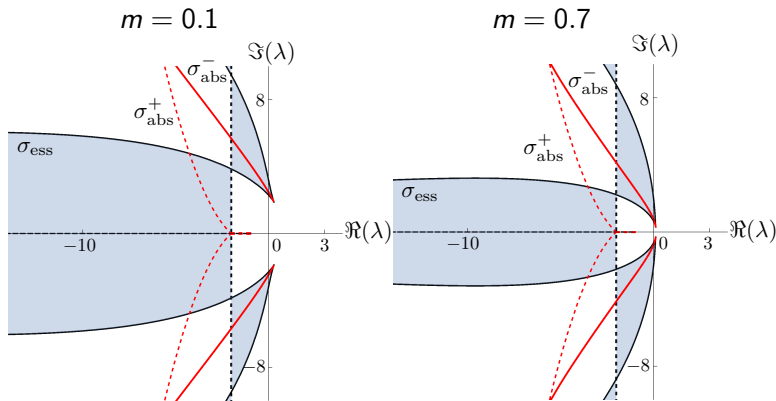 m = 0.1
ℑ(λ)
σ⁻abs
8
σ⁺abs
σess
−10
0
3
ℜ(λ)
−8
m = 0.7
ℑ(λ)
8
σ⁻abs
σ⁺abs
σess
−10
0
3
ℜ(λ)
−8